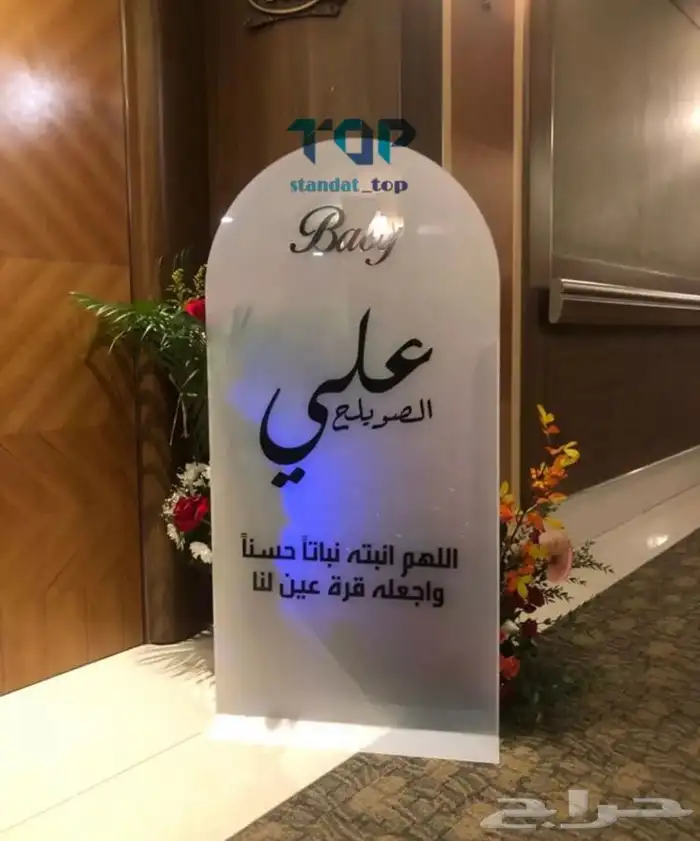 TOP
standat_top
Baby
علي
الصويلح
اللهم انبته نباتاً حسناً
واجعله قرة عين لنا
حراج